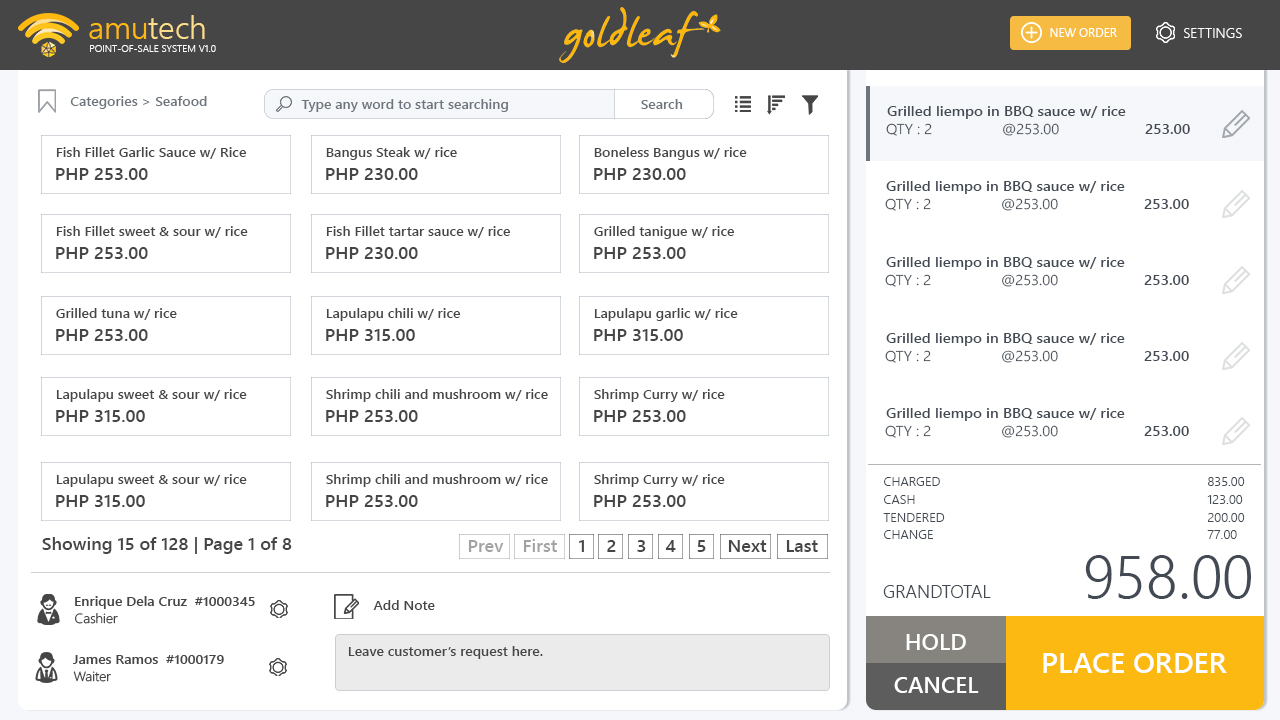 amutech
POINT-OF-SALE SYSTEM V1.0
goldleaf
NEW ORDER
SETTINGS
Categories > Seafood
Type any word to start searching
Search
Fish Fillet Garlic Sauce w/ Rice
PHP 253.00
Bangus Steak w/ rice
PHP 230.00
Boneless Bangus w/ rice
PHP 230.00
Fish Fillet sweet & sour w/ rice
PHP 253.00
Fish Fillet tartar sauce w/ rice
PHP 230.00
Grilled tanigue w/ rice
PHP 253.00
Grilled tuna w/ rice
PHP 253.00
Lapulapu chili w/ rice
PHP 315.00
Lapulapu garlic w/ rice
PHP 315.00
Lapulapu sweet & sour w/ rice
PHP 315.00
Shrimp chili and mushroom w/ rice
PHP 253.00
Shrimp Curry w/ rice
PHP 253.00
Lapulapu sweet & sour w/ rice
PHP 315.00
Shrimp chili and mushroom w/ rice
PHP 253.00
Shrimp Curry w/ rice
PHP 253.00
Showing 15 of 128 | Page 1 of 8
Prev First 1 2 3 4 5 Next Last
Enrique Dela Cruz #1000345
Cashier
James Ramos #1000179
Waiter
Add Note
Leave customer's request here.
Grilled liempo in BBQ sauce w/ rice
QTY : 2 @253.00 253.00
Grilled liempo in BBQ sauce w/ rice
QTY : 2 @253.00 253.00
Grilled liempo in BBQ sauce w/ rice
QTY : 2 @253.00 253.00
Grilled liempo in BBQ sauce w/ rice
QTY : 2 @253.00 253.00
Grilled liempo in BBQ sauce w/ rice
QTY : 2 @253.00 253.00
CHARGED 835.00
CASH 123.00
TENDERED 200.00
CHANGE 77.00
GRANDTOTAL 958.00
HOLD
CANCEL
PLACE ORDER